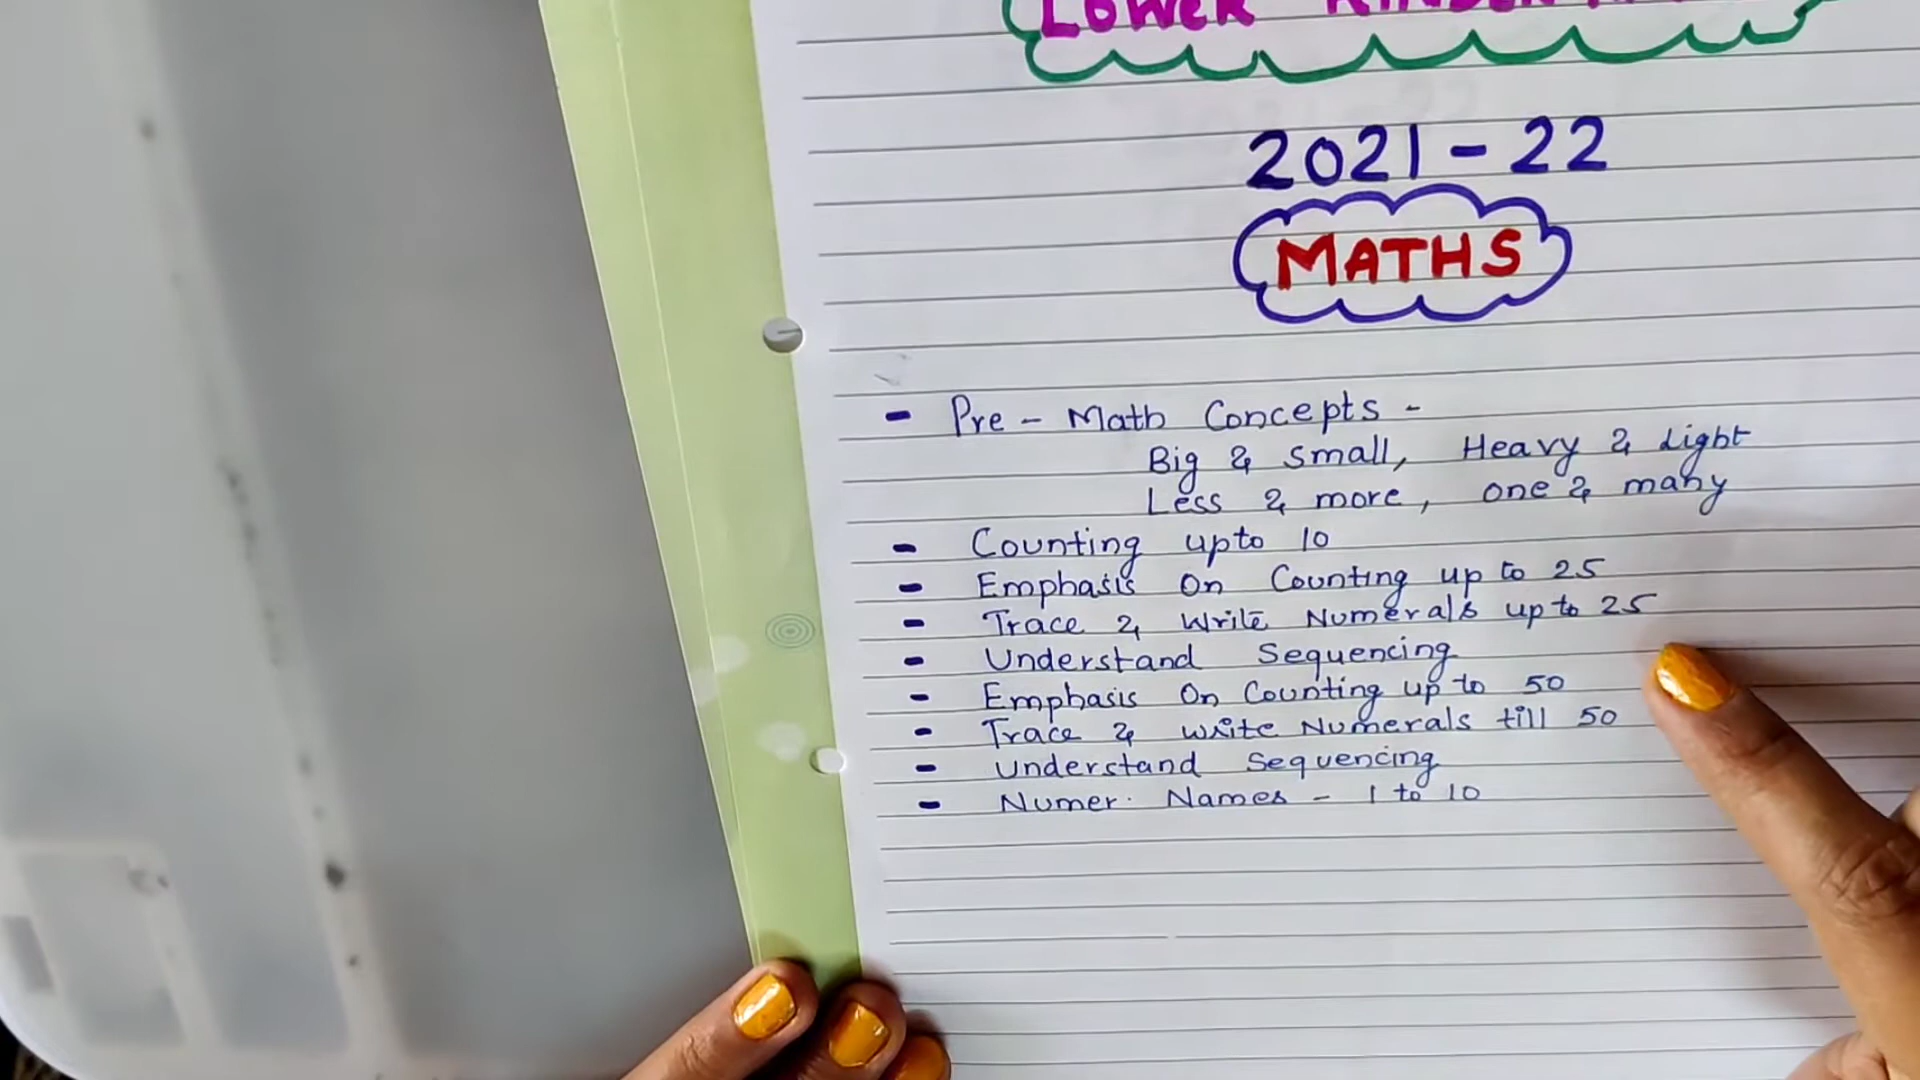 LOWER
2021-22
MATHS
- Pre - Math Concepts -
Big & small, Heavy & Light
Less & more, one & many
- Counting upto 10
- Emphasis On Counting up to 25
- Trace & Write Numerals up to 25
- Understand Sequencing
- Emphasis On Counting up to 50
- Trace & write Numerals till 50
- Understand Sequencing
- Numer. Names - 1 to 10